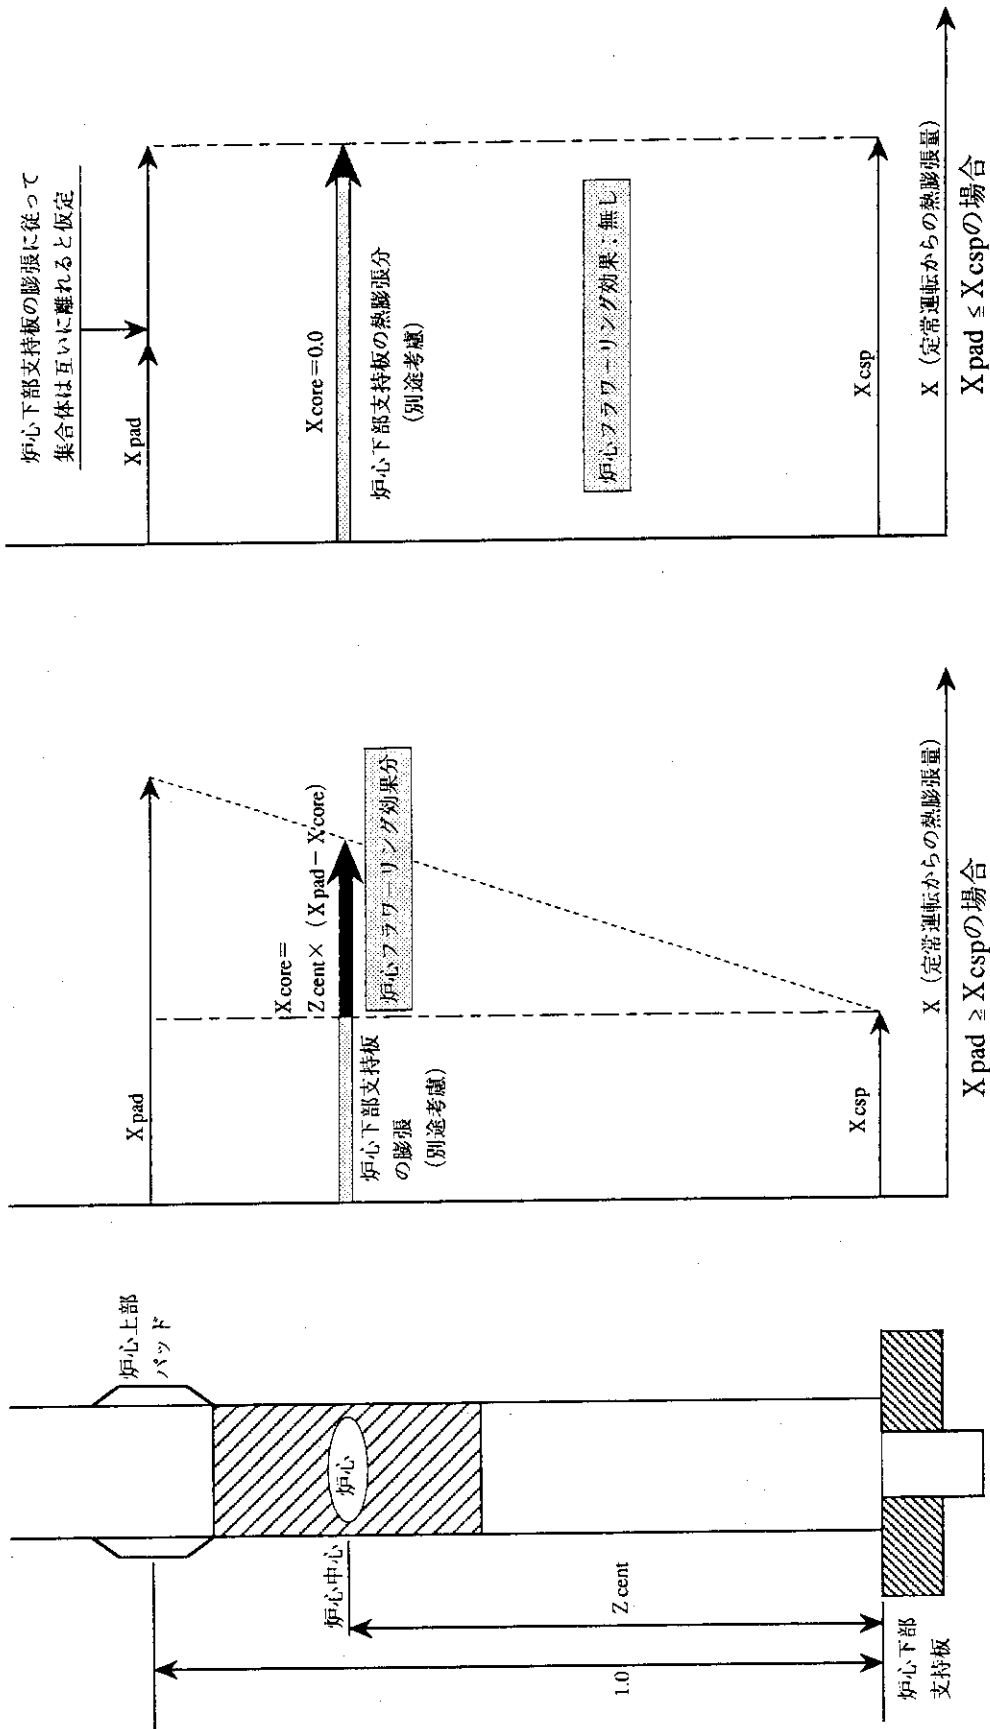 炉心上部
パッド
炉心
炉心中心
Z cent
1.0
炉心下部
支持板
X pad
X core=
Z cent×(X pad－X core)
炉心フラワーリング効果分
炉心下部支持板
の膨張
(別途考慮)
X csp
X (定常運転からの熱膨張量)
X pad ≧ X cspの場合
炉心下部支持板の膨張に従って
集合体は互いに離れると仮定
X pad
X core=0.0
炉心下部支持板の熱膨張分
(別途考慮)
炉心フラワーリング効果：無し
X csp
X (定常運転からの熱膨張量)
X pad ≦ X cspの場合